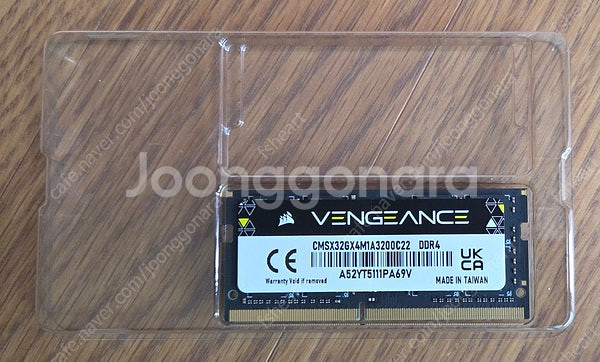 Joonggonara
cafe.naver.com/joonggonara
fsheart
VENGEANCE
CMSX32GX4M1A3200C22 DDR4
CE
UK
CA
A52YT5111PA69V
Warranty Void if removed
MADE IN TAIWAN